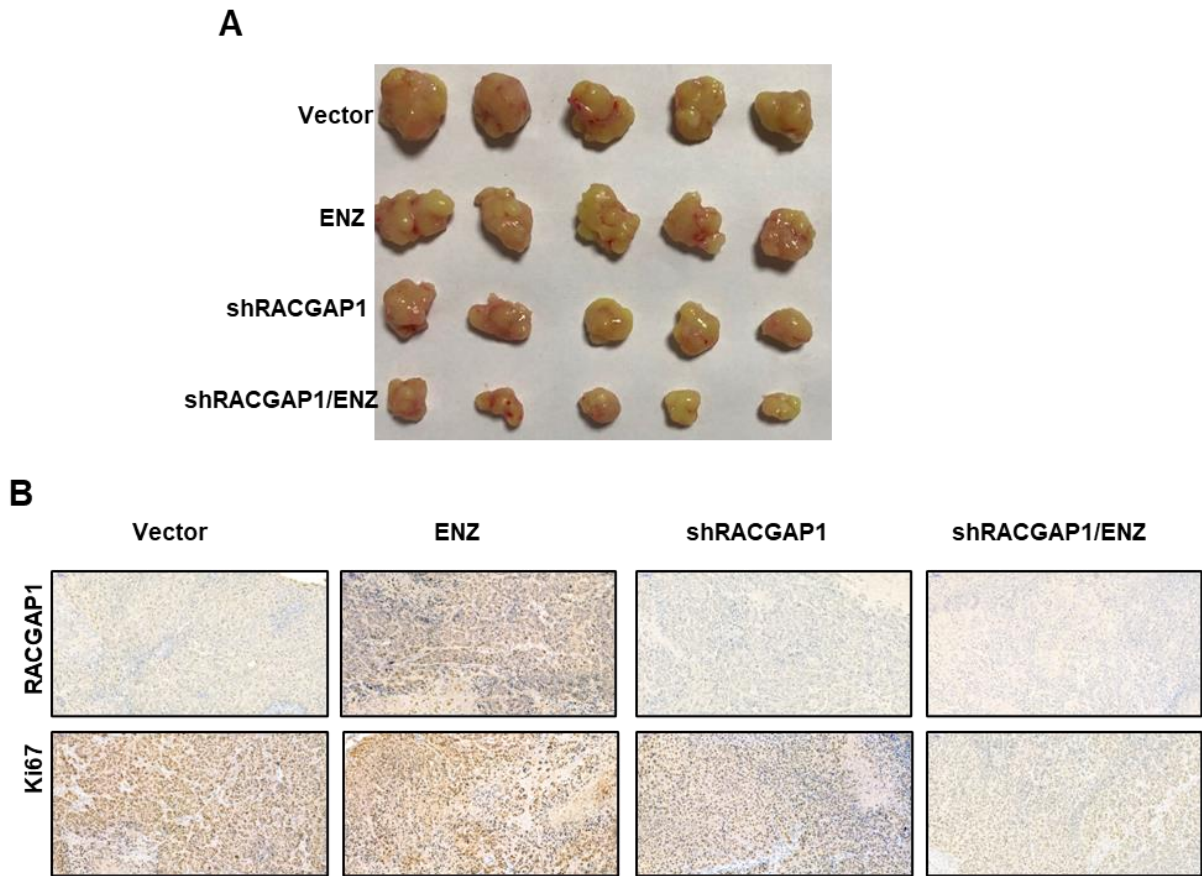 A
Vector
ENZ
shRACGAP1
shRACGAP1/ENZ
B
Vector ENZ shRACGAP1 shRACGAP1/ENZ
RACGAP1
Ki67